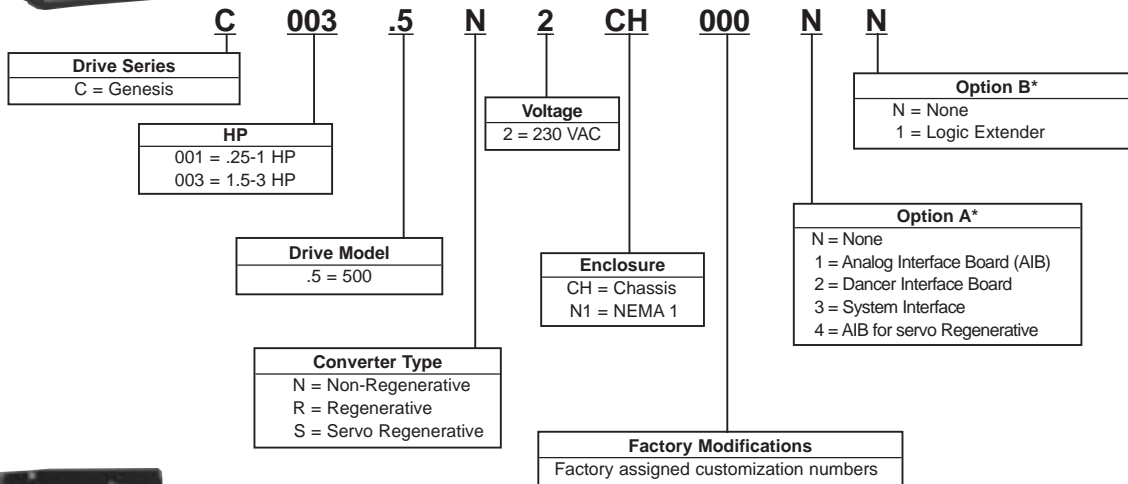 C 003 .5 N 2 CH 000 N N
Drive Series
C = Genesis
HP
001 = .25-1 HP
003 = 1.5-3 HP
Drive Model
.5 = 500
Converter Type
N = Non-Regenerative
R = Regenerative
S = Servo Regenerative
Voltage
2 = 230 VAC
Enclosure
CH = Chassis
N1 = NEMA 1
Factory Modifications
Factory assigned customization numbers
Option A*
N = None
1 = Analog Interface Board (AIB)
2 = Dancer Interface Board
3 = System Interface
4 = AIB for servo Regenerative
Option B*
N = None
1 = Logic Extender